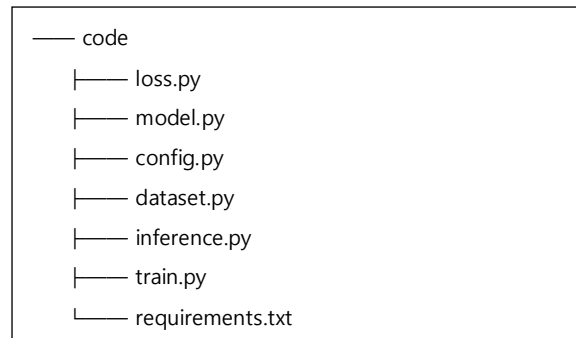 ─── code
├─── loss.py
├─── model.py
├─── config.py
├─── dataset.py
├─── inference.py
├─── train.py
└─── requirements.txt